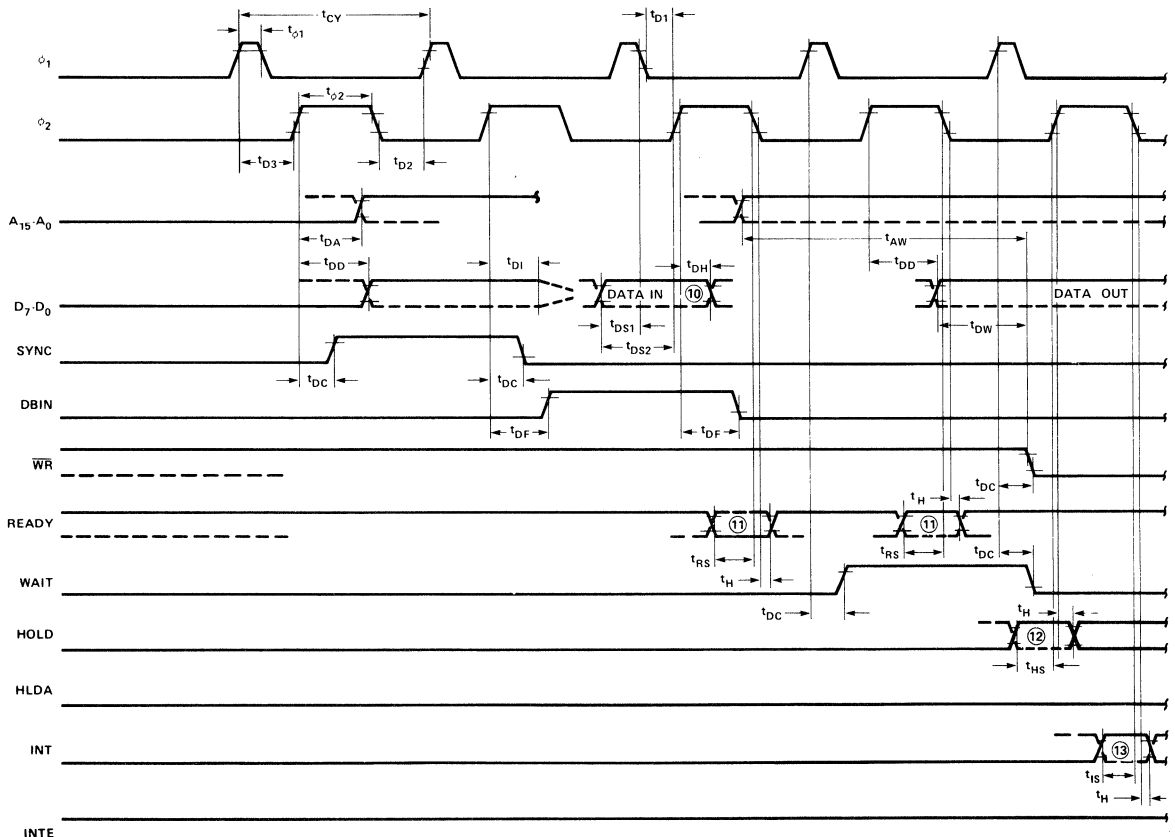 tCY
tφ1
tD1
φ1
tφ2
φ2
tD3
tD2
A15-A0
tDA
tAW
tDD
tDI
tDH
tDD
D7-D0
DATA IN
⑩
DATA OUT
tDS1
tDW
tDS2
SYNC
tDC
tDC
DBIN
tDF
tDF
WR
tDC
tH
READY
⑪
⑪
tRS
tRS
tDC
WAIT
tH
tDC
tH
HOLD
⑫
tHS
HLDA
INT
⑬
tIS
tH
INTE